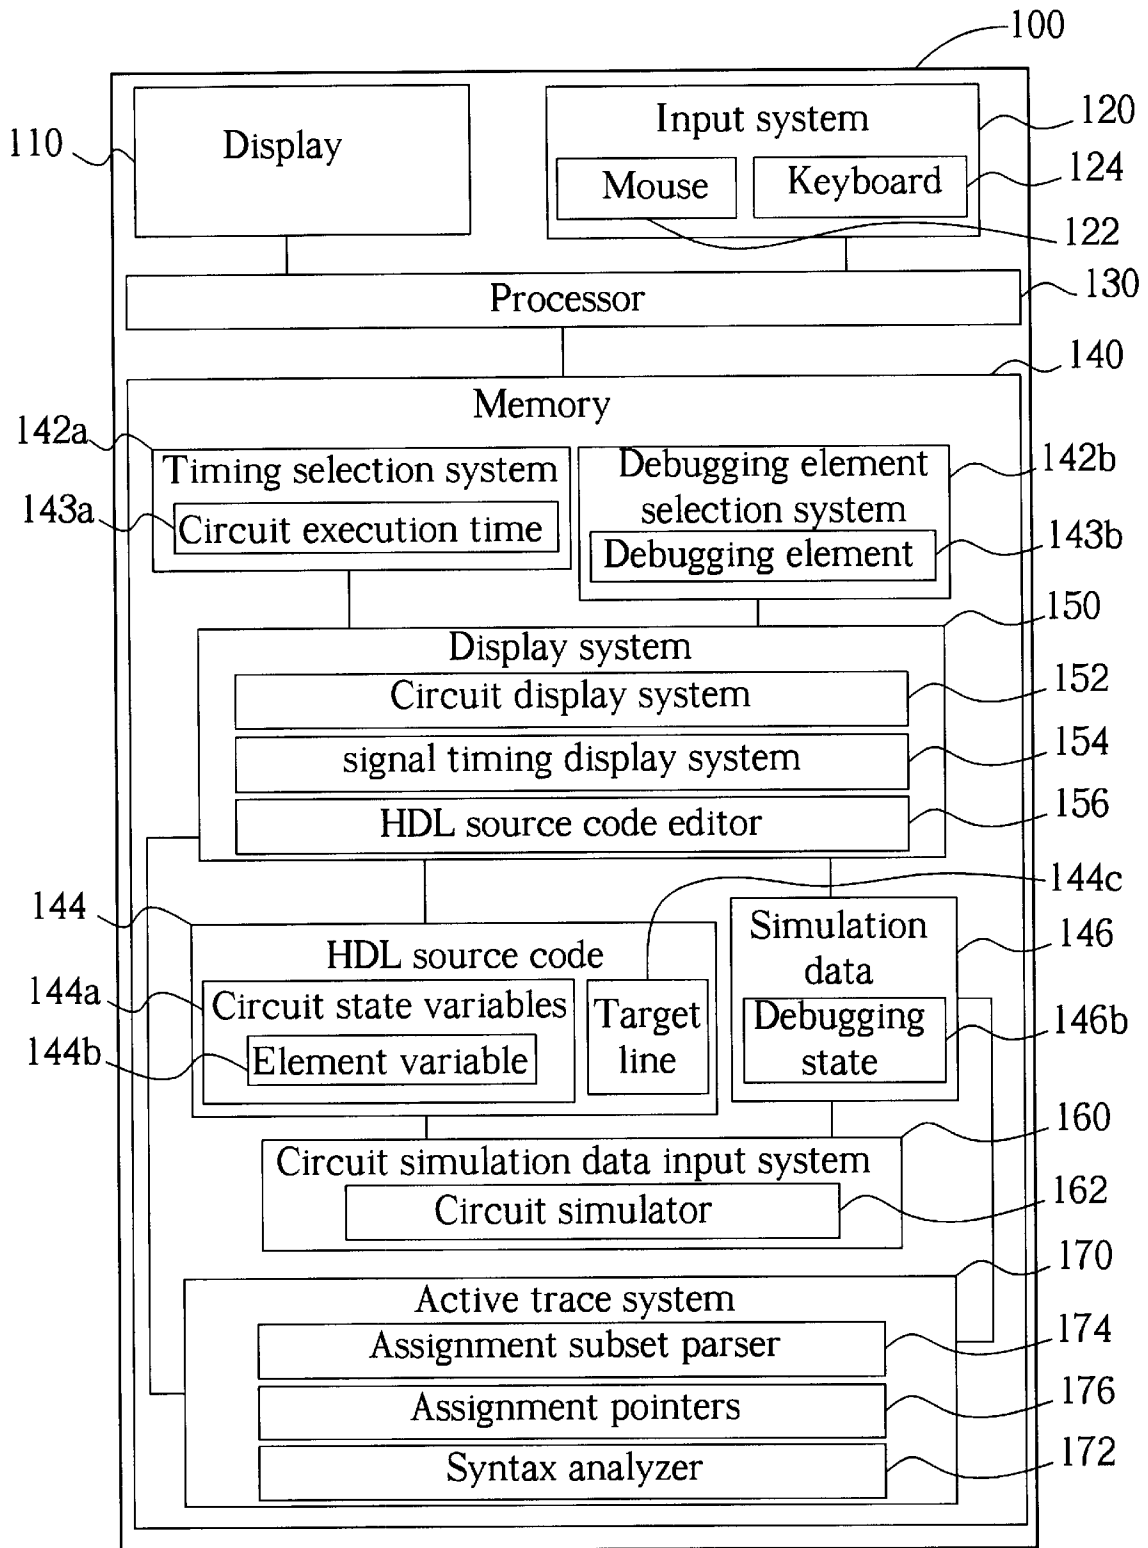 100
Display
110
Input system
120
Mouse
Keyboard
124
122
Processor
130
140
Memory
142a
Timing selection system
143a
Circuit execution time
Debugging element
selection system
142b
Debugging element
143b
150
Display system
Circuit display system
152
signal timing display system
154
HDL source code editor
156
144c
144
HDL source code
144a
Circuit state variables
144b
Element variable
Target
line
Simulation
data
146
Debugging
state
146b
160
Circuit simulation data input system
Circuit simulator
162
170
Active trace system
Assignment subset parser
174
Assignment pointers
176
Syntax analyzer
172